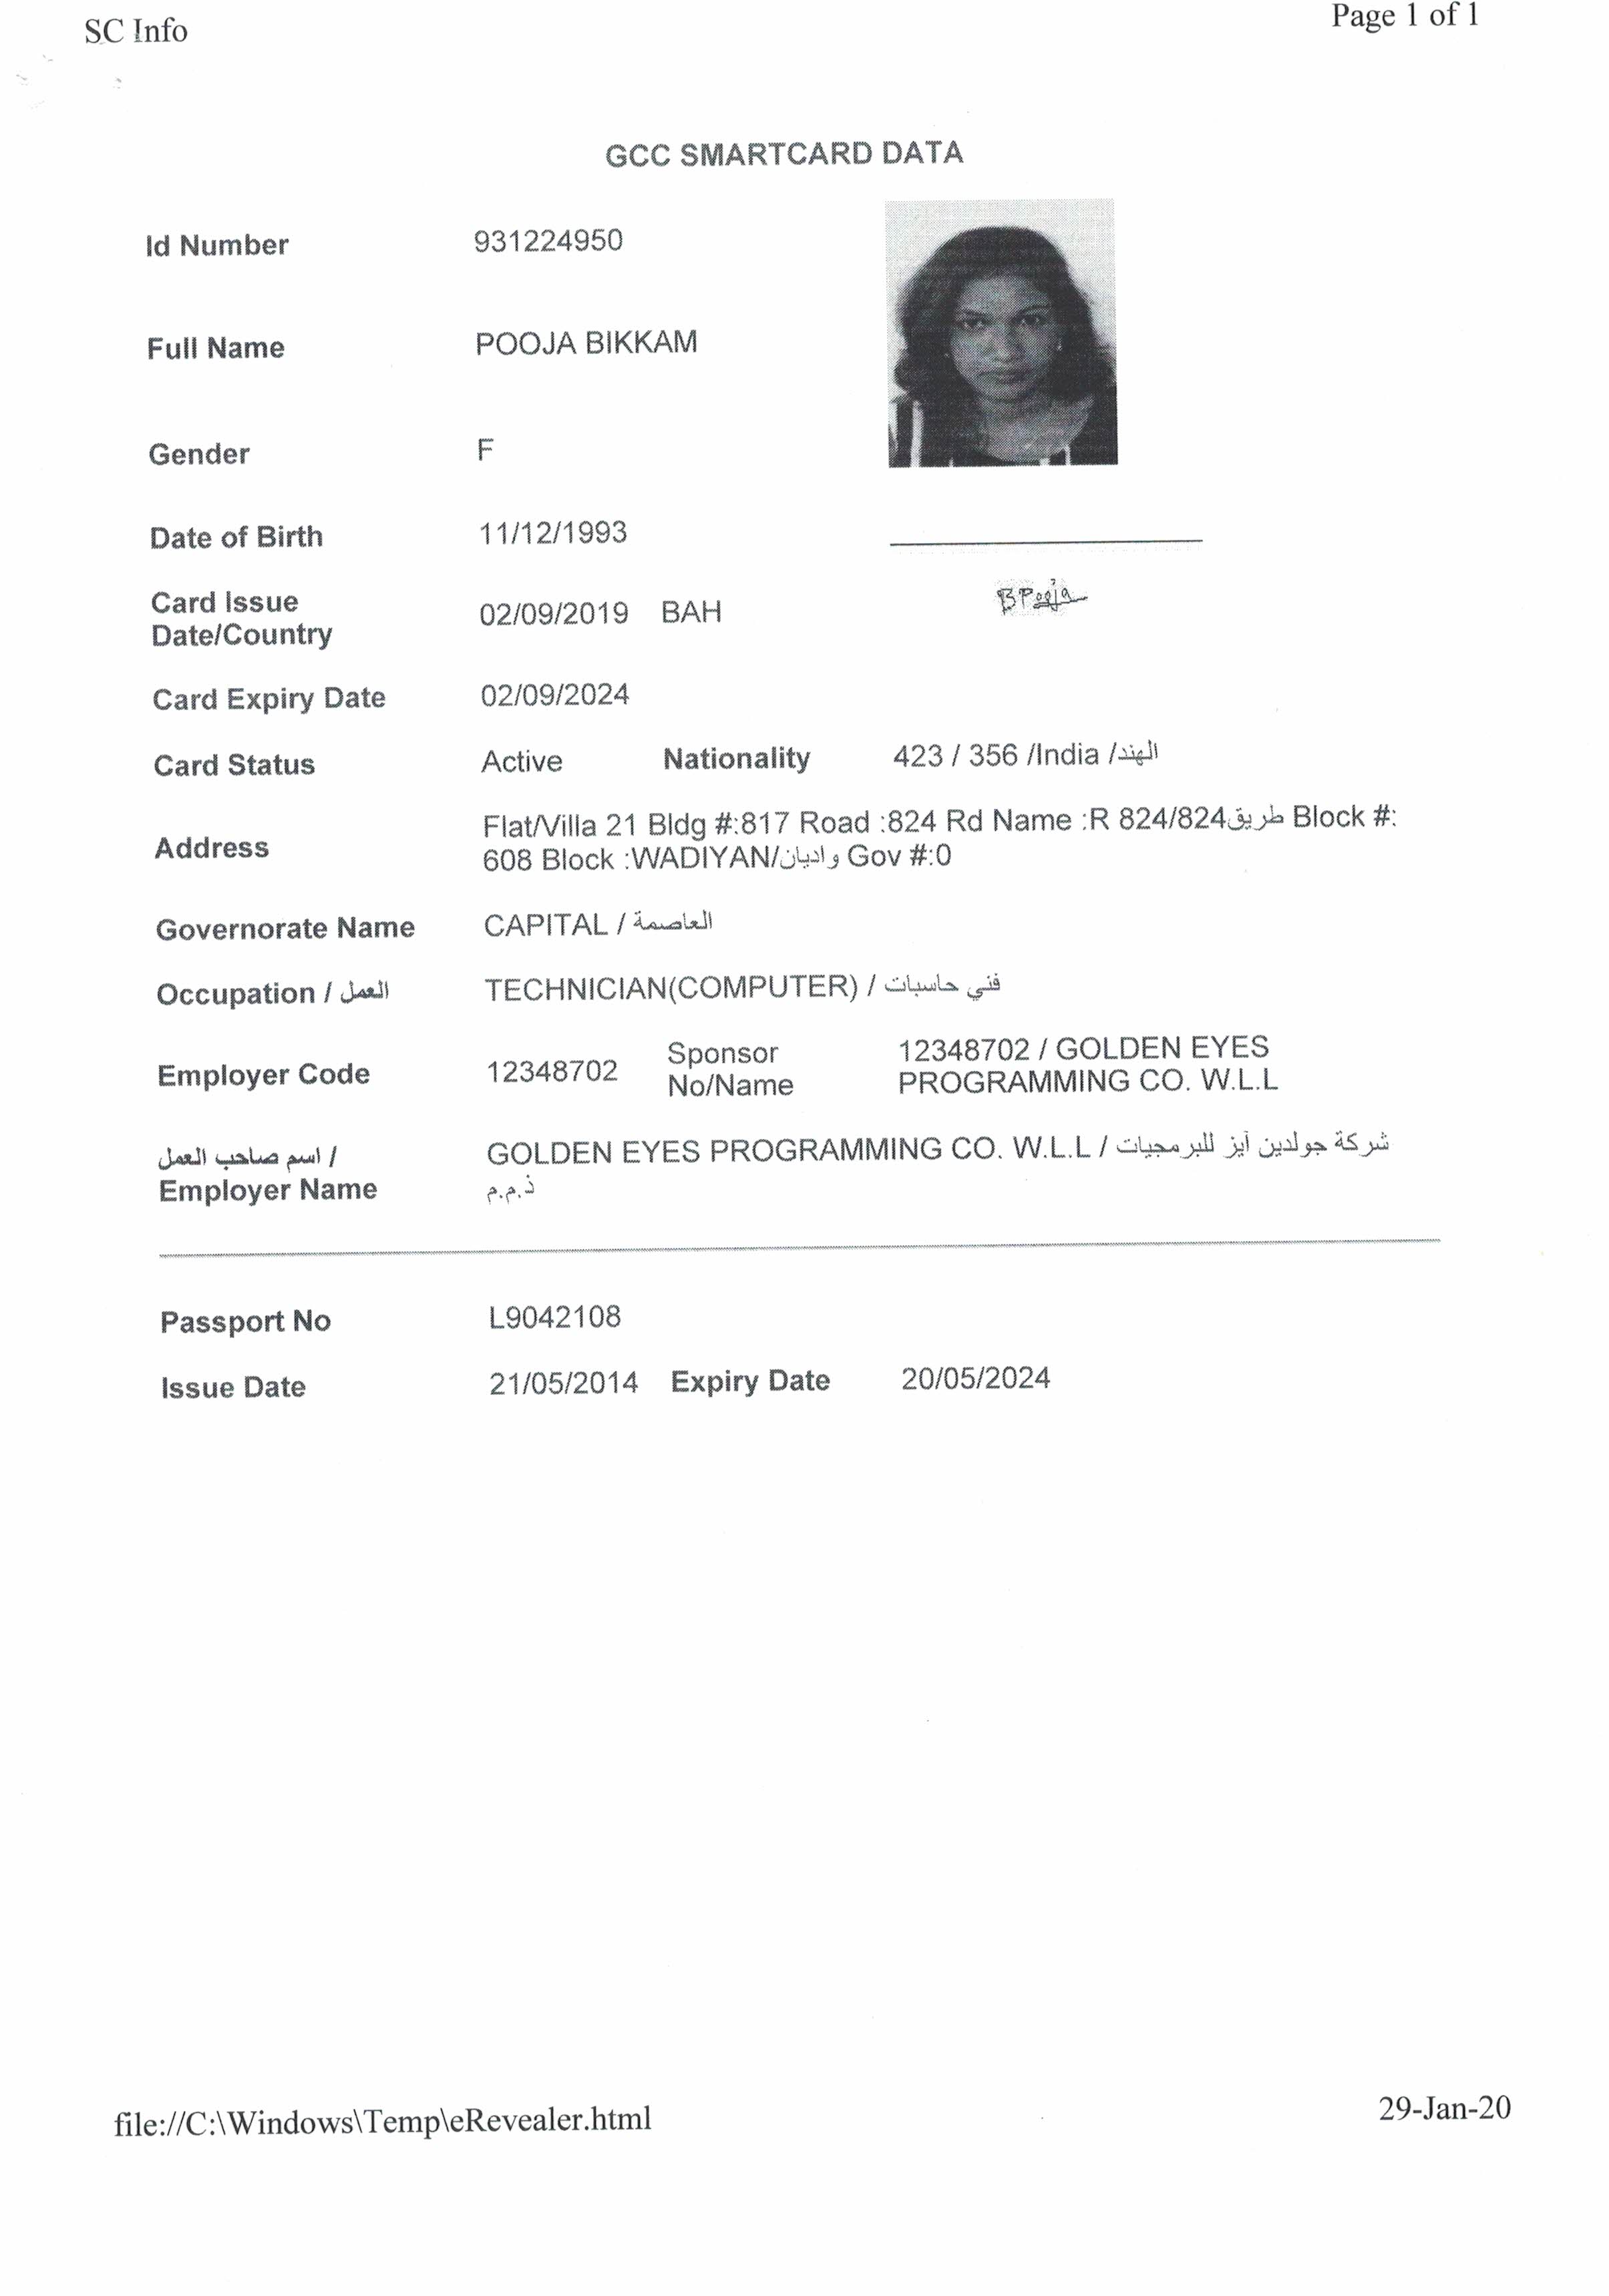 SC Info
Page 1 of 1
GCC SMARTCARD DATA
Id Number 931224950
Full Name POOJA BIKKAM
Gender F
Date of Birth 11/12/1993
Card Issue
Date/Country 02/09/2019 BAH
B Pooja
Card Expiry Date 02/09/2024
Card Status Active Nationality 423 / 356 /India /الهند
Address Flat/Villa 21 Bldg #:817 Road :824 Rd Name :R 824/824طريق Block #:
608 Block :WADIYAN/واديان Gov #:0
Governorate Name CAPITAL / العاصمة
Occupation / العمل TECHNICIAN(COMPUTER) / فني حاسبات
Employer Code 12348702 Sponsor No/Name 12348702 / GOLDEN EYES
PROGRAMMING CO. W.L.L
اسم صاحب العمل / GOLDEN EYES PROGRAMMING CO. W.L.L / شركة جولدين آيز للبرمجيات
Employer Name ذ.م.م
Passport No L9042108
Issue Date 21/05/2014 Expiry Date 20/05/2024
file://C:\Windows\Temp\eRevealer.html
29-Jan-20